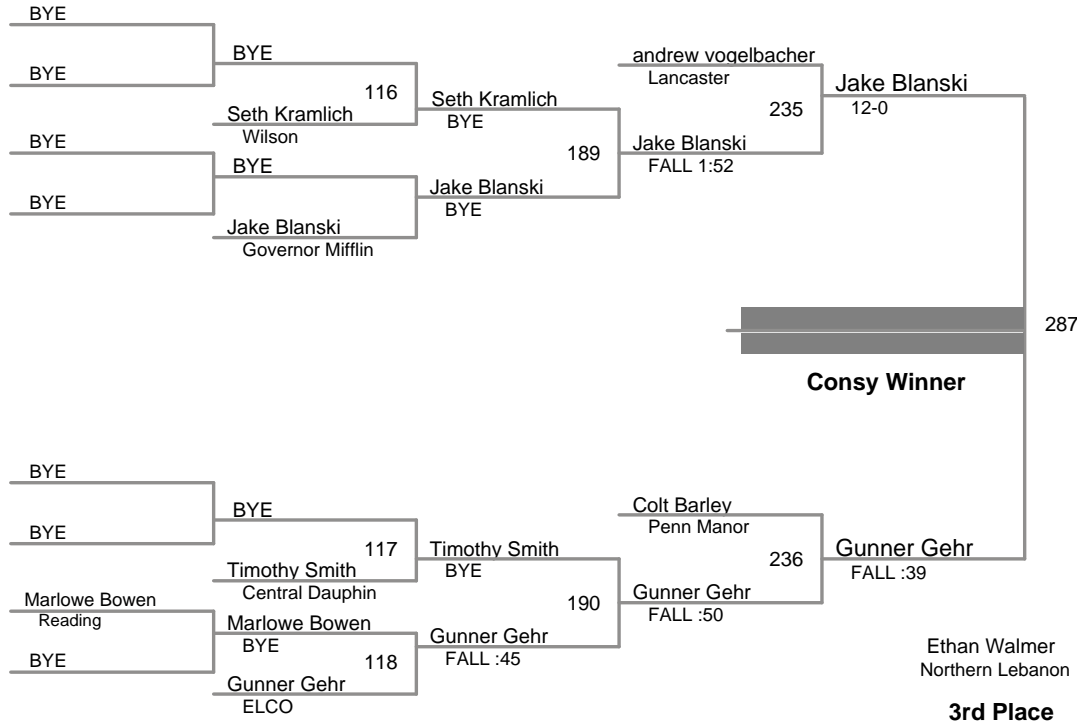 BYE
BYE
BYE
116
Seth Kramlich
Wilson
Seth Kramlich
BYE
BYE
BYE
BYE
Jake Blanski
Governor Mifflin
Jake Blanski
BYE
189
andrew vogelbacher
Lancaster
Jake Blanski
FALL 1:52
235
Jake Blanski
12-0
287
Consy Winner
BYE
BYE
BYE
117
Timothy Smith
Central Dauphin
Timothy Smith
BYE
Marlowe Bowen
Reading
BYE
Marlowe Bowen
BYE
118
Gunner Gehr
ELCO
Gunner Gehr
FALL :45
190
Colt Barley
Penn Manor
Gunner Gehr
FALL :50
236
Gunner Gehr
FALL :39
Ethan Walmer
Northern Lebanon
3rd Place